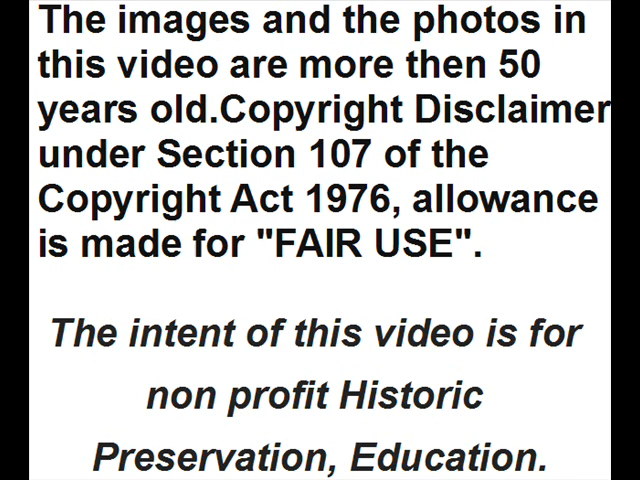 The images and the photos in
this video are more then 50
years old.Copyright Disclaimer
under Section 107 of the
Copyright Act 1976, allowance
is made for "FAIR USE".
The intent of this video is for
non profit Historic
Preservation, Education.